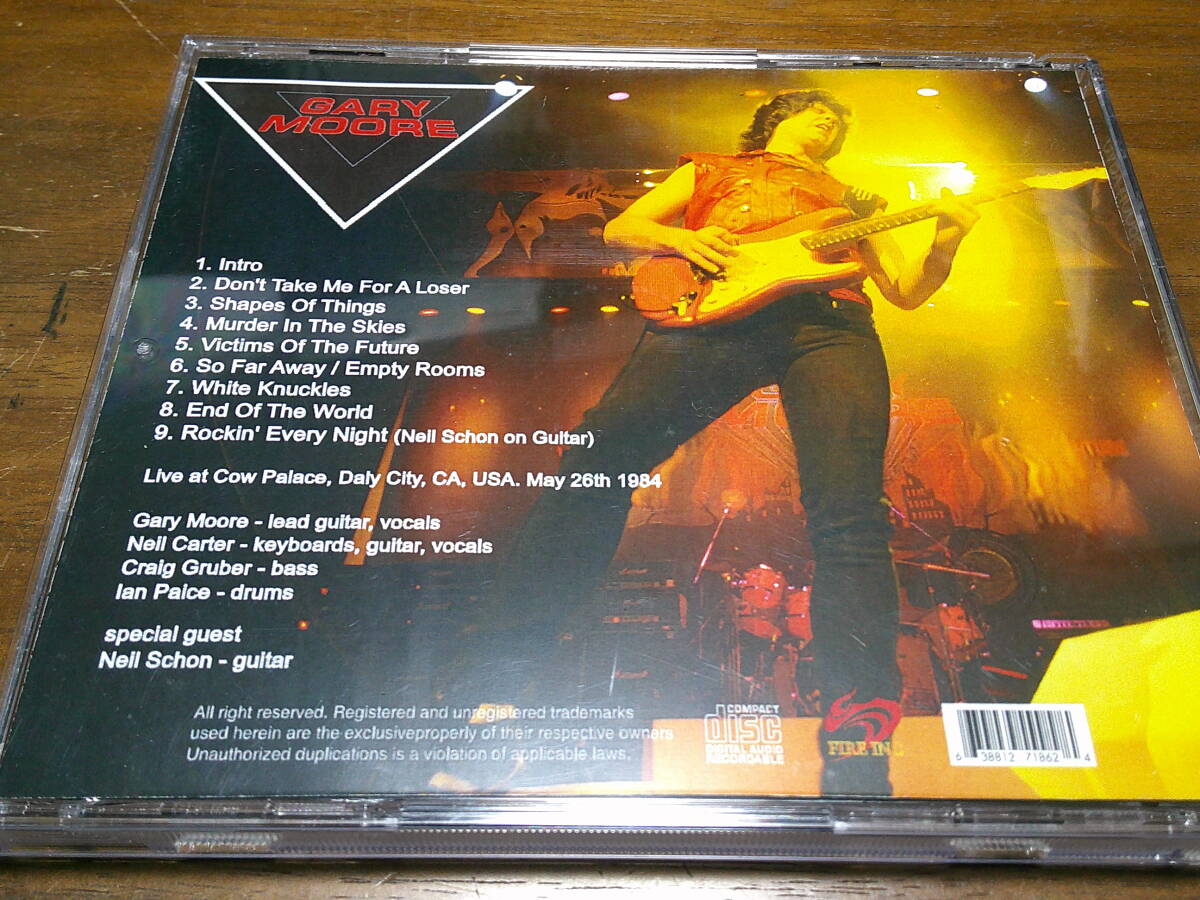 GARY
MOORE
1. Intro
2. Don't Take Me For A Loser
3. Shapes Of Things
4. Murder In The Skies
5. Victims Of The Future
6. So Far Away / Empty Rooms
7. White Knuckles
8. End Of The World
9. Rockin' Every Night (Neil Schon on Guitar)
Live at Cow Palace, Daly City, CA, USA. May 26th 1984
Gary Moore - lead guitar, vocals
Neil Carter - keyboards, guitar, vocals
Craig Gruber - bass
Ian Paice - drums
special guest
Neil Schon - guitar
All right reserved. Registered and unregistered trademarks
used herein are the exclusiveproperly of their respective owners
Unauthorized duplications is a violation of applicable laws.
COMPACT
disc
DIGITAL AUDIO
RECORDABLE
FIRE INC
6 38812 71862 4